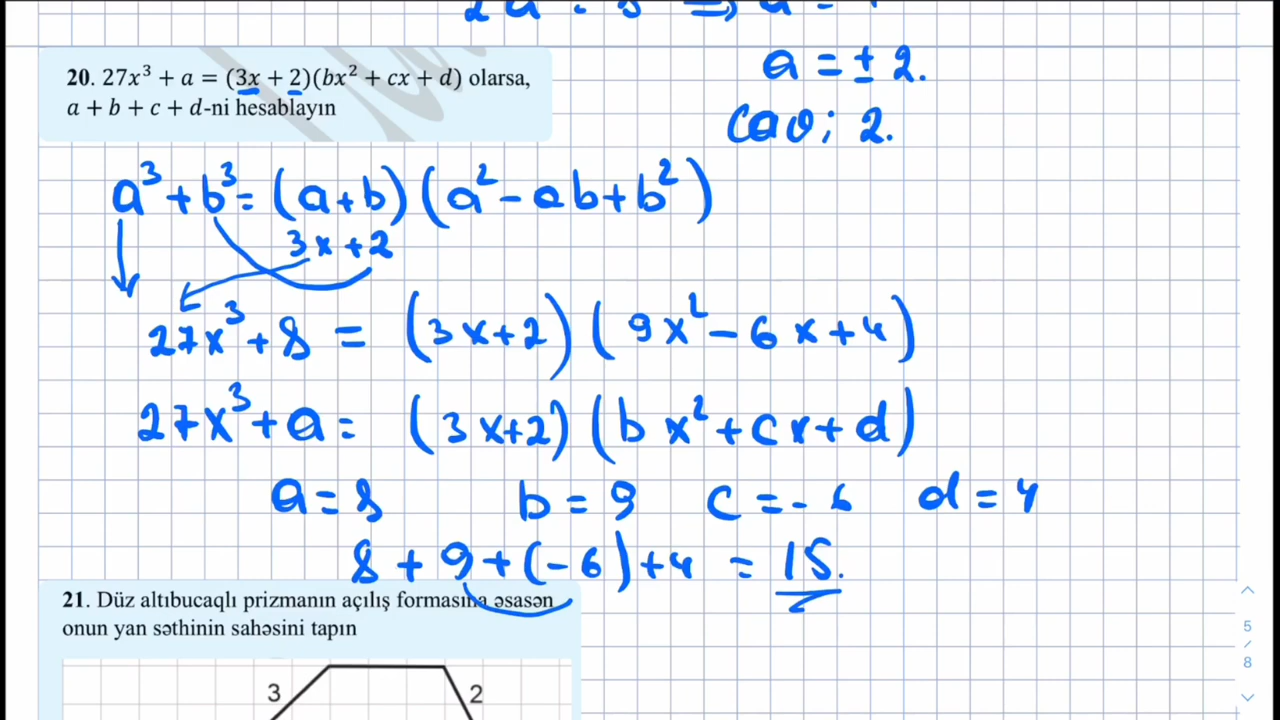 a = ± 2.
Cav; 2.
20. 27x³ + a = (3x + 2)(bx² + cx + d) olarsa,
a + b + c + d-ni hesablayın
a³ + b³ = (a+b) (a² - ab + b²)
3x + 2
27x³ + 8 = (3x+2) (9x² - 6x + 4)
27x³ + a = (3x+2) (bx² + cx + d)
a = 8 b = 9 c = - 6 d = 4
8 + 9 + (-6) + 4 = 15.
21. Düz altıbucaqlı prizmanın açılış formasına əsasən
onun yan səthinin sahəsini tapın
3 2
5
/
8